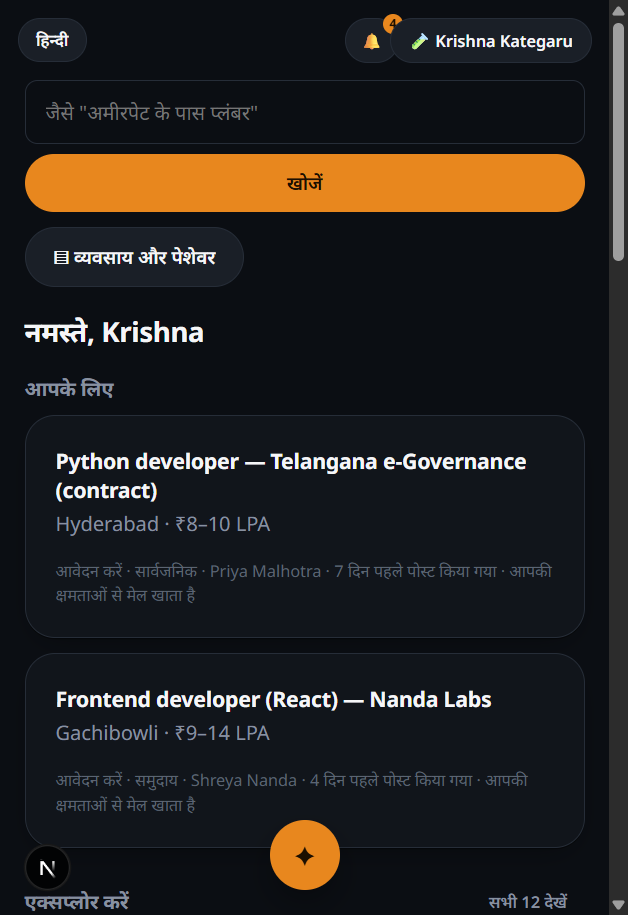 हिन्दी
4
Krishna Kategaru
जैसे "अमीरपेट के पास प्लंबर"
खोजें
व्यवसाय और पेशेवर
नमस्ते, Krishna
आपके लिए
Python developer — Telangana e-Governance
(contract)
Hyderabad · ₹8–10 LPA
आवेदन करें · सार्वजनिक · Priya Malhotra · 7 दिन पहले पोस्ट किया गया · आपकी
क्षमताओं से मेल खाता है
Frontend developer (React) — Nanda Labs
Gachibowli · ₹9–14 LPA
आवेदन करें · समुदाय · Shreya Nanda · 4 दिन पहले पोस्ट किया गया · आपकी
क्षमताओं से मेल खाता है
N
एक्सप्लोर करें
सभी 12 देखें